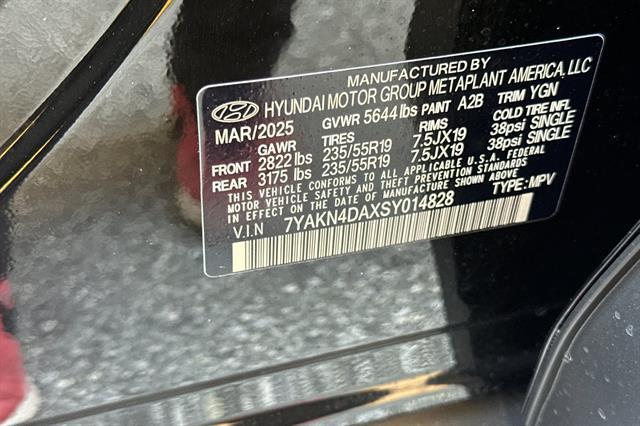 MANUFACTURED BY
HYUNDAI MOTOR GROUP METAPLANT AMERICA, LLC
MAR/2025 GVWR 5644 lbs PAINT A2B TRIM YGN
GAWR TIRES RIMS COLD TIRE INFL
FRONT 2822 lbs 235/55R19 7.5JX19 38psi SINGLE
REAR 3175 lbs 235/55R19 7.5JX19 38psi SINGLE
THIS VEHICLE CONFORMS TO ALL APPLICABLE U.S.A. FEDERAL
MOTOR VEHICLE SAFETY BUMPER AND THEFT PREVENTION STANDARDS
IN EFFECT ON THE DATE OF MANUFACTURE SHOWN ABOVE.
V.I.N 7YAKN4DAXSY014828 TYPE: MPV